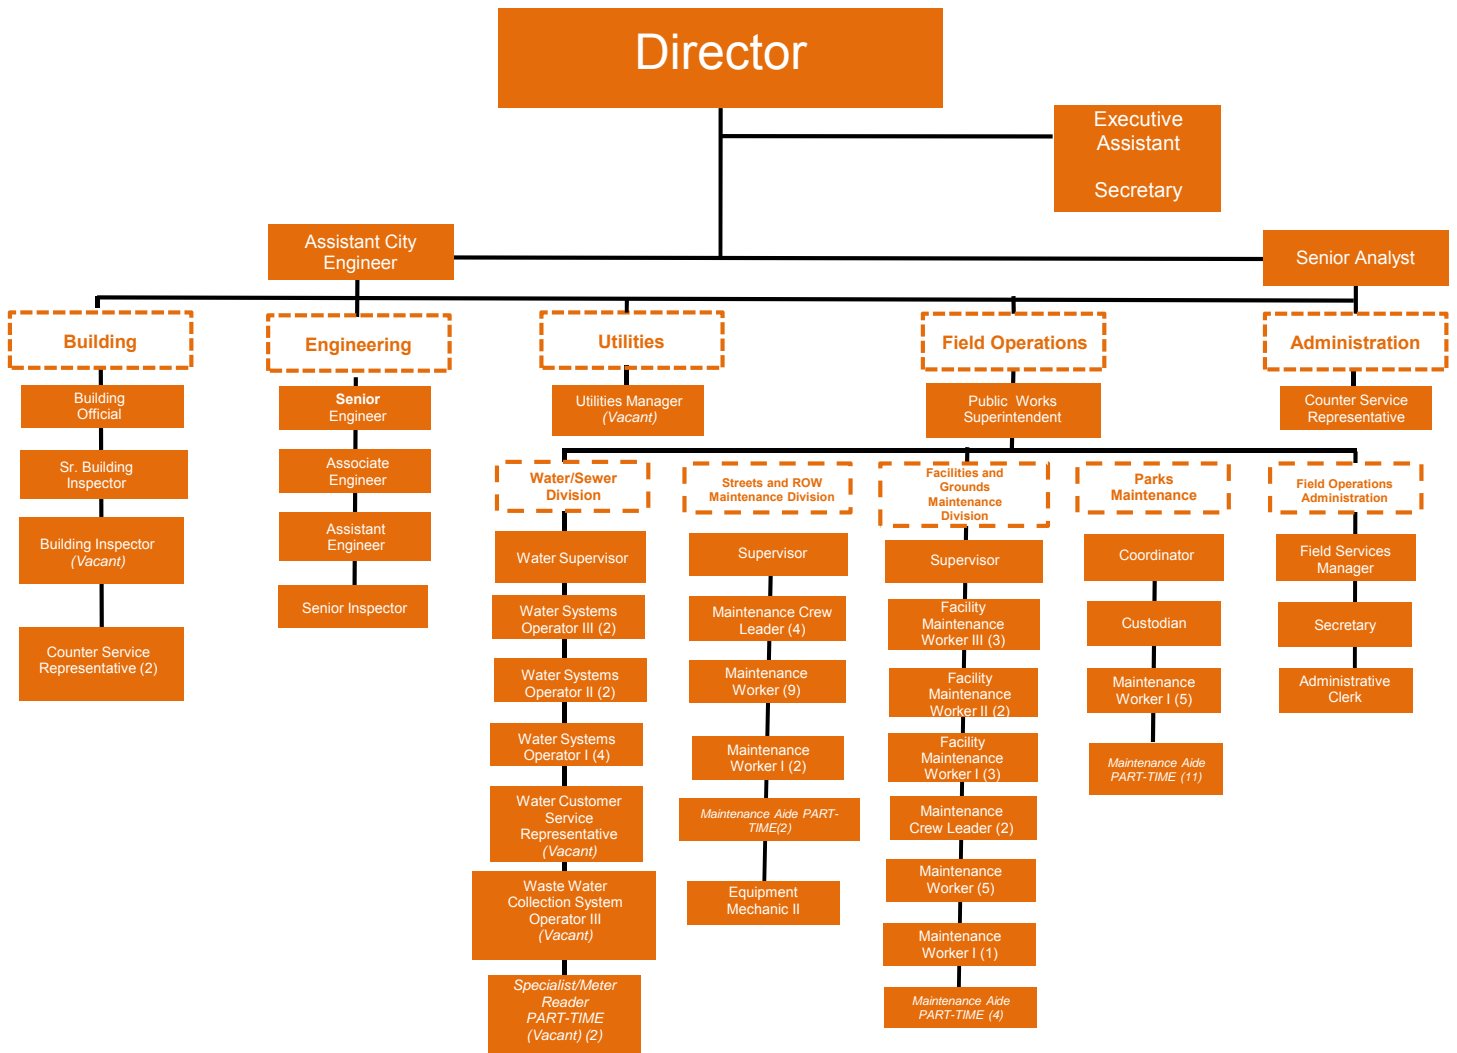 Director
Executive
Assistant
Secretary
Assistant City
Engineer
Senior Analyst
Building
Engineering
Utilities
Field Operations
Administration
Building
Official
Sr. Building
Inspector
Building Inspector
(Vacant)
Counter Service
Representative (2)
Senior
Engineer
Associate
Engineer
Assistant
Engineer
Senior Inspector
Utilities Manager
(Vacant)
Public Works
Superintendent
Counter Service
Representative
Water/Sewer
Division
Water Supervisor
Water Systems
Operator III (2)
Water Systems
Operator II (2)
Water Systems
Operator I (4)
Water Customer
Service
Representative
(Vacant)
Waste Water
Collection System
Operator III
(Vacant)
Specialist/Meter
Reader
PART-TIME
(Vacant) (2)
Streets and ROW
Maintenance Division
Supervisor
Maintenance Crew
Leader (4)
Maintenance
Worker (9)
Maintenance
Worker I (2)
Maintenance Aide PART-
TIME(2)
Equipment
Mechanic II
Facilities and
Grounds
Maintenance
Division
Supervisor
Facility
Maintenance
Worker III (3)
Facility
Maintenance
Worker II (2)
Facility
Maintenance
Worker I (3)
Maintenance
Crew Leader (2)
Maintenance
Worker (5)
Maintenance
Worker I (1)
Maintenance Aide
PART-TIME (4)
Parks
Maintenance
Coordinator
Custodian
Maintenance
Worker I (5)
Maintenance Aide
PART-TIME (11)
Field Operations
Administration
Field Services
Manager
Secretary
Administrative
Clerk